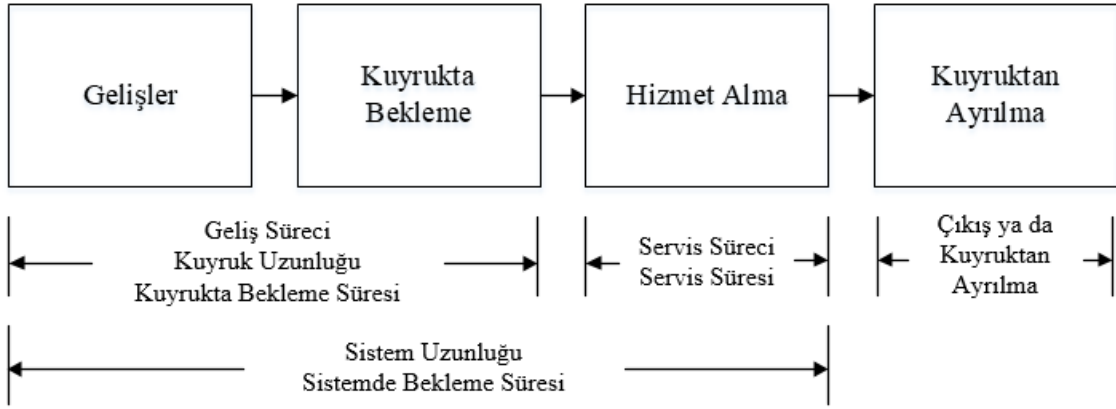 Gelişler
Kuyrukta
Bekleme
Hizmet Alma
Kuyruktan
Ayrılma
Geliş Süreci
Kuyruk Uzunluğu
Kuyrukta Bekleme Süresi
Servis Süreci
Servis Süresi
Çıkış ya da
Kuyruktan
Ayrılma
Sistem Uzunluğu
Sistemde Bekleme Süresi